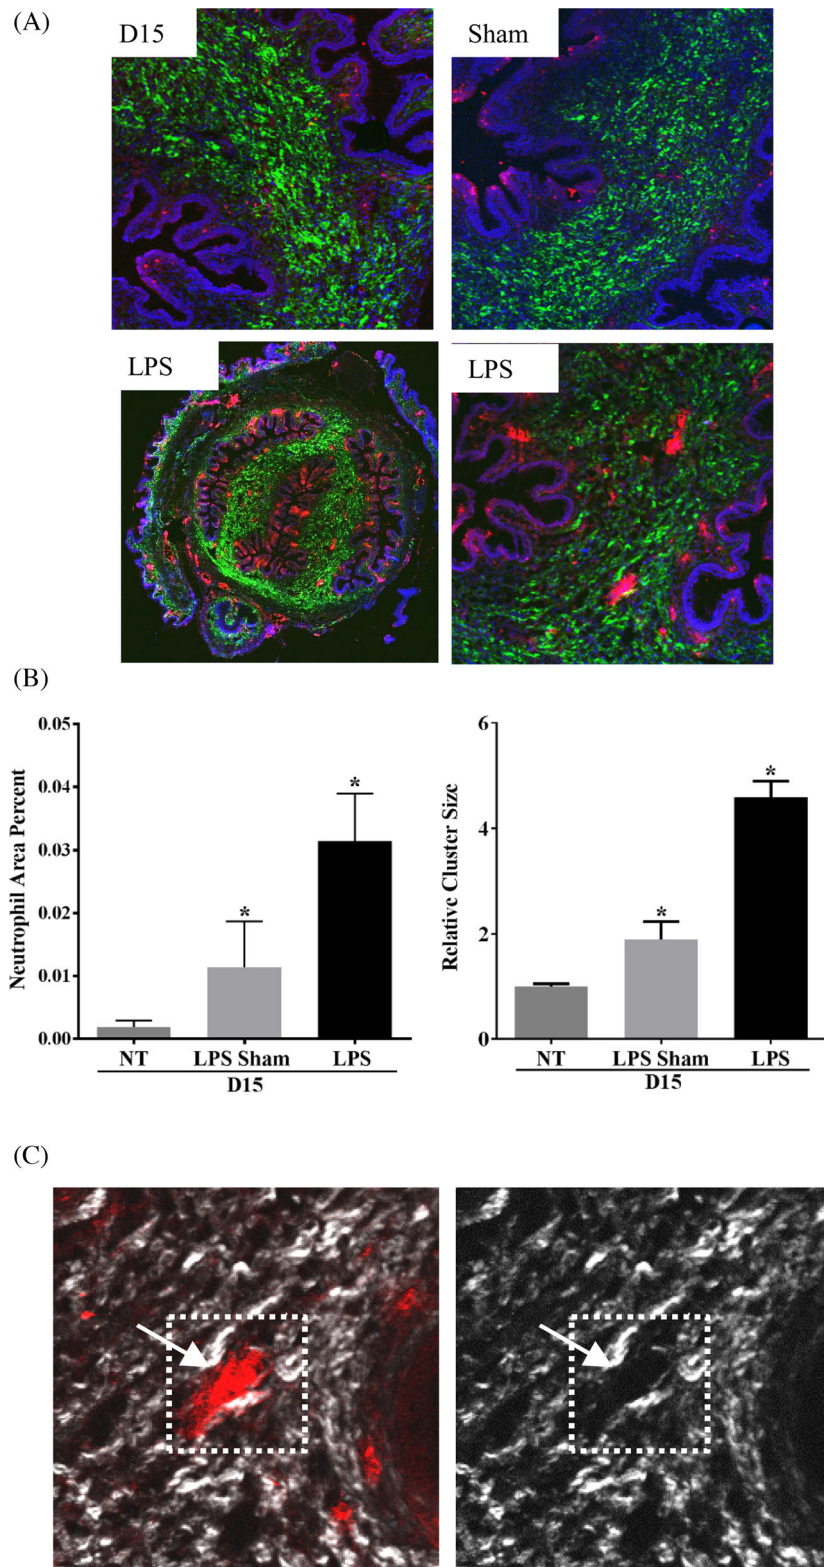 (A)
D15
Sham
LPS
LPS
(B)
Neutrophil Area Percent
0.05
0.04
0.03
0.02
0.01
0.00
*
*
NT
LPS Sham
LPS
D15
Relative Cluster Size
6
4
2
0
*
*
NT
LPS Sham
LPS
D15
(C)